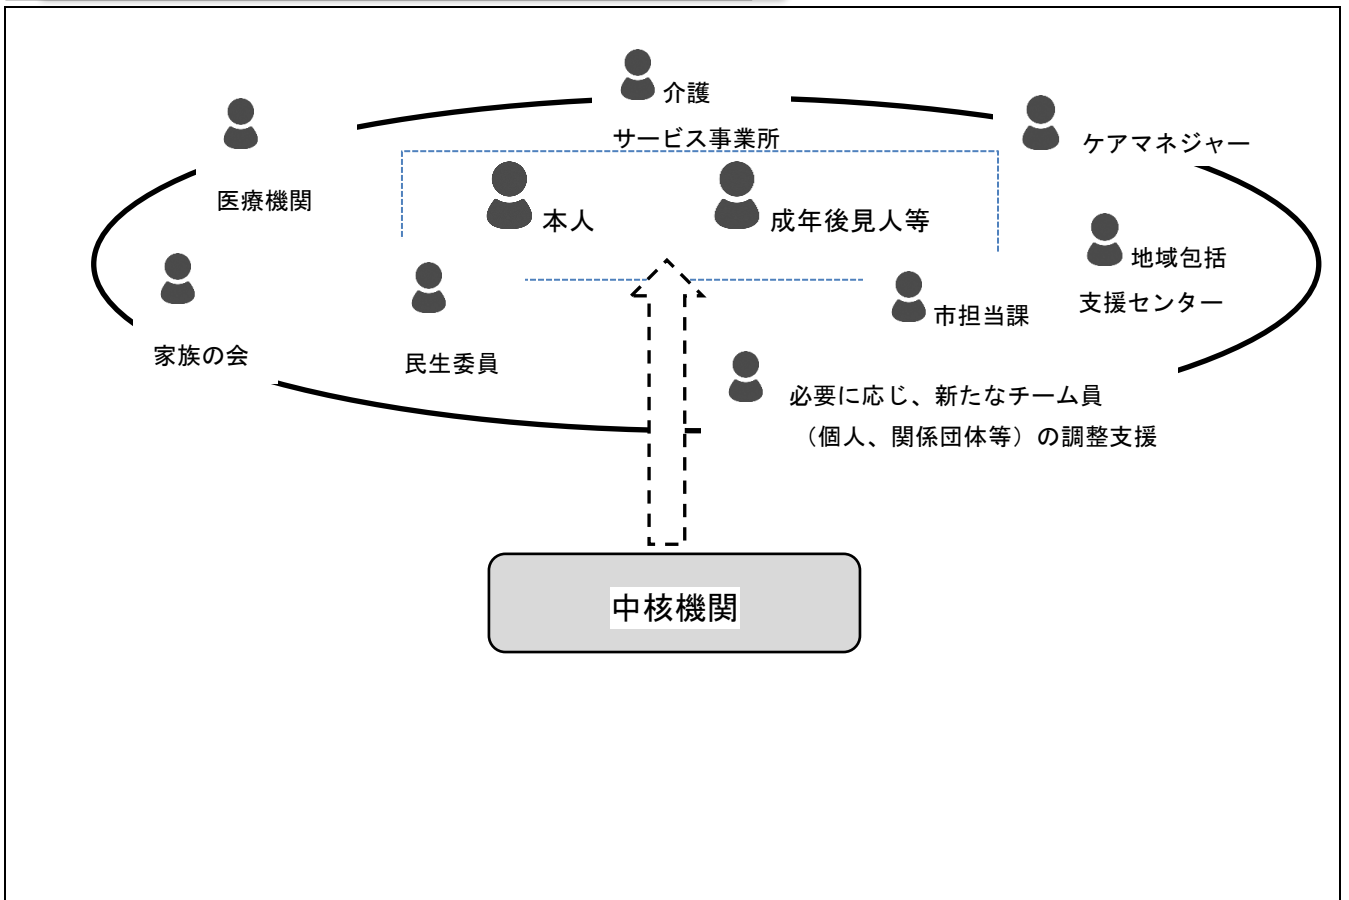 介護
サービス事業所
ケアマネジャー
医療機関
本人
成年後見人等
地域包括
支援センター
市担当課
家族の会
民生委員
必要に応じ、新たなチーム員
（個人、関係団体等）の調整支援
中核機関